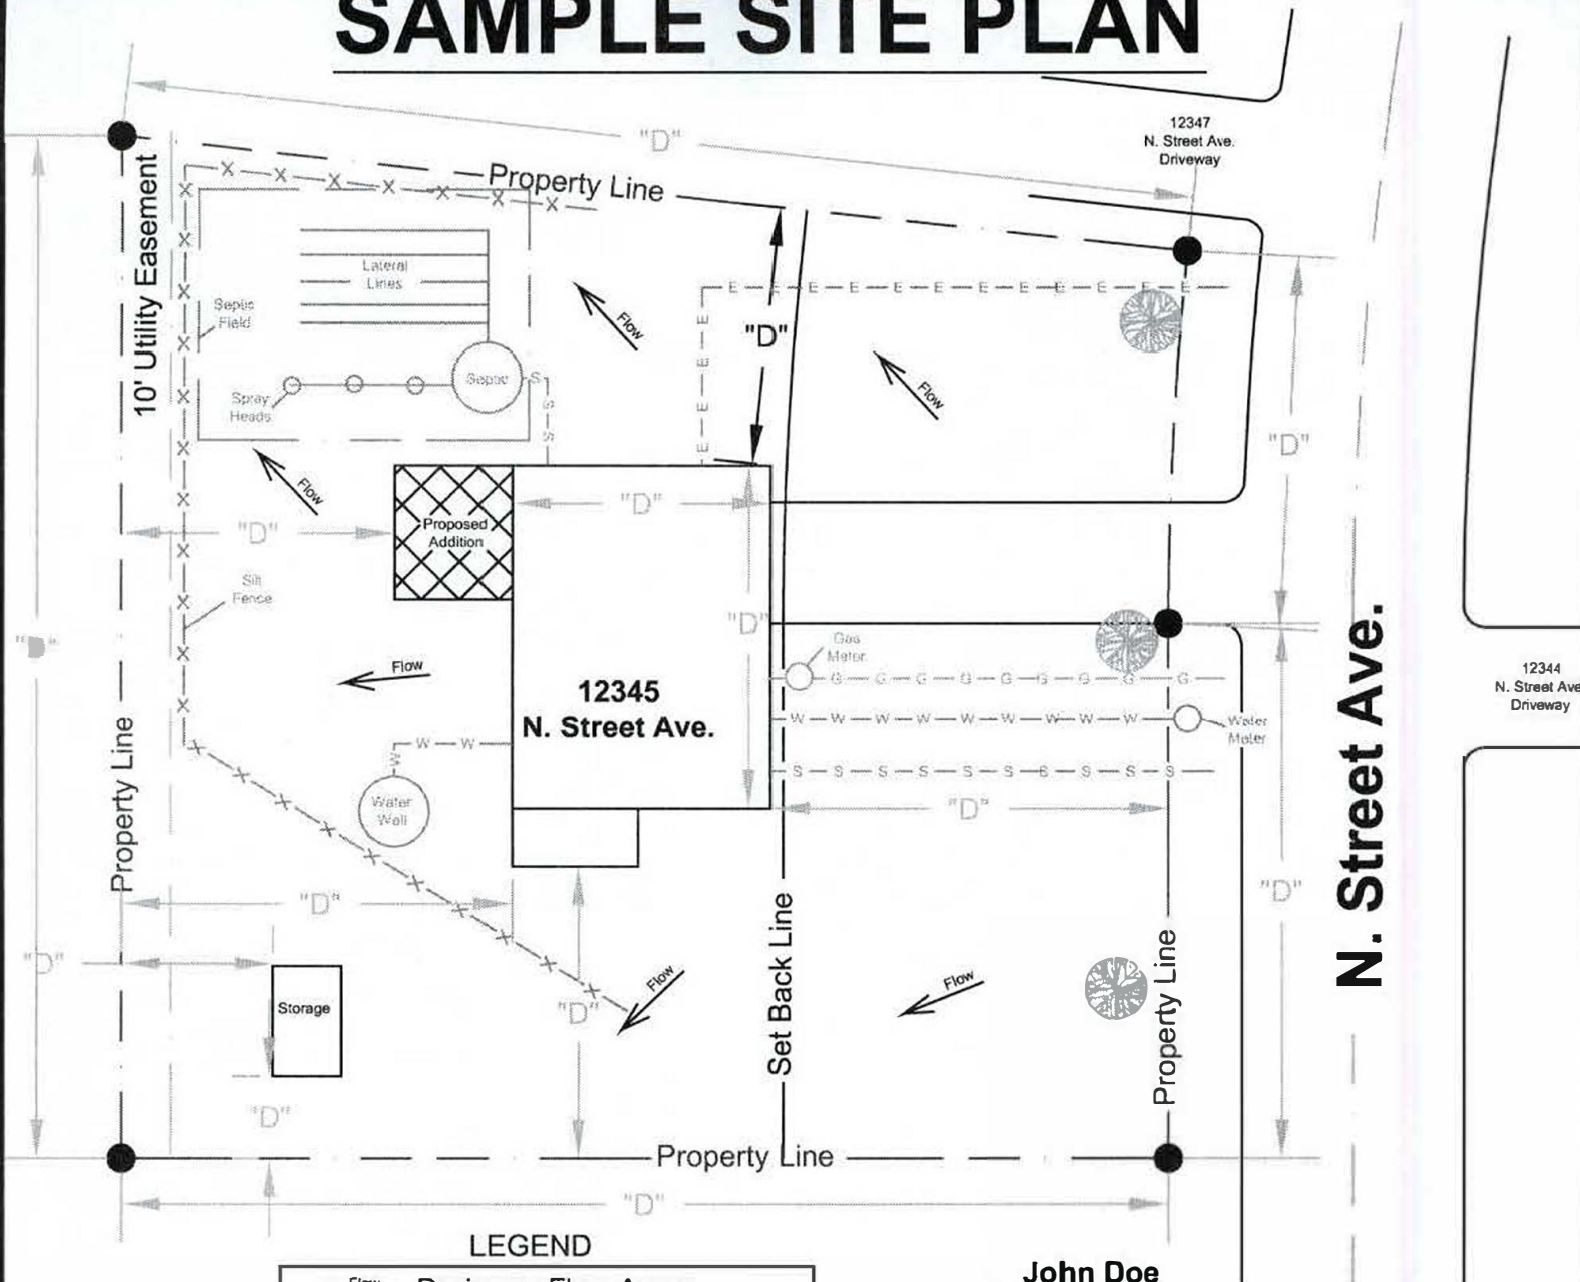 SAMPLE SITE PLAN
"D"
12347
N. Street Ave.
Driveway
Property Line
10' Utility Easement
Lateral
Lines
Septic
Field
Flow
"D"
E E E E E E E E E E E E
E E E E
Flow
Septic
S
S S
Spray
Heads
"D"
Flow
"D"
"D"
Proposed
Addition
Silt
Fence
"D"
"D"
Gas
Meter
G G G G G G G G G
Flow
12345
N. Street Ave.
W W W W W W W W W
Water
Meter
12344
N. Street Ave
Driveway
W W
W
S S S S S S S S S S
Water
Well
"D"
Property Line
"D"
"D"
N. Street Ave.
"D"
Set Back Line
Property Line
Flow
Flow
"D"
Storage
"D"
Property Line
"D"
LEGEND
John Doe
Flow